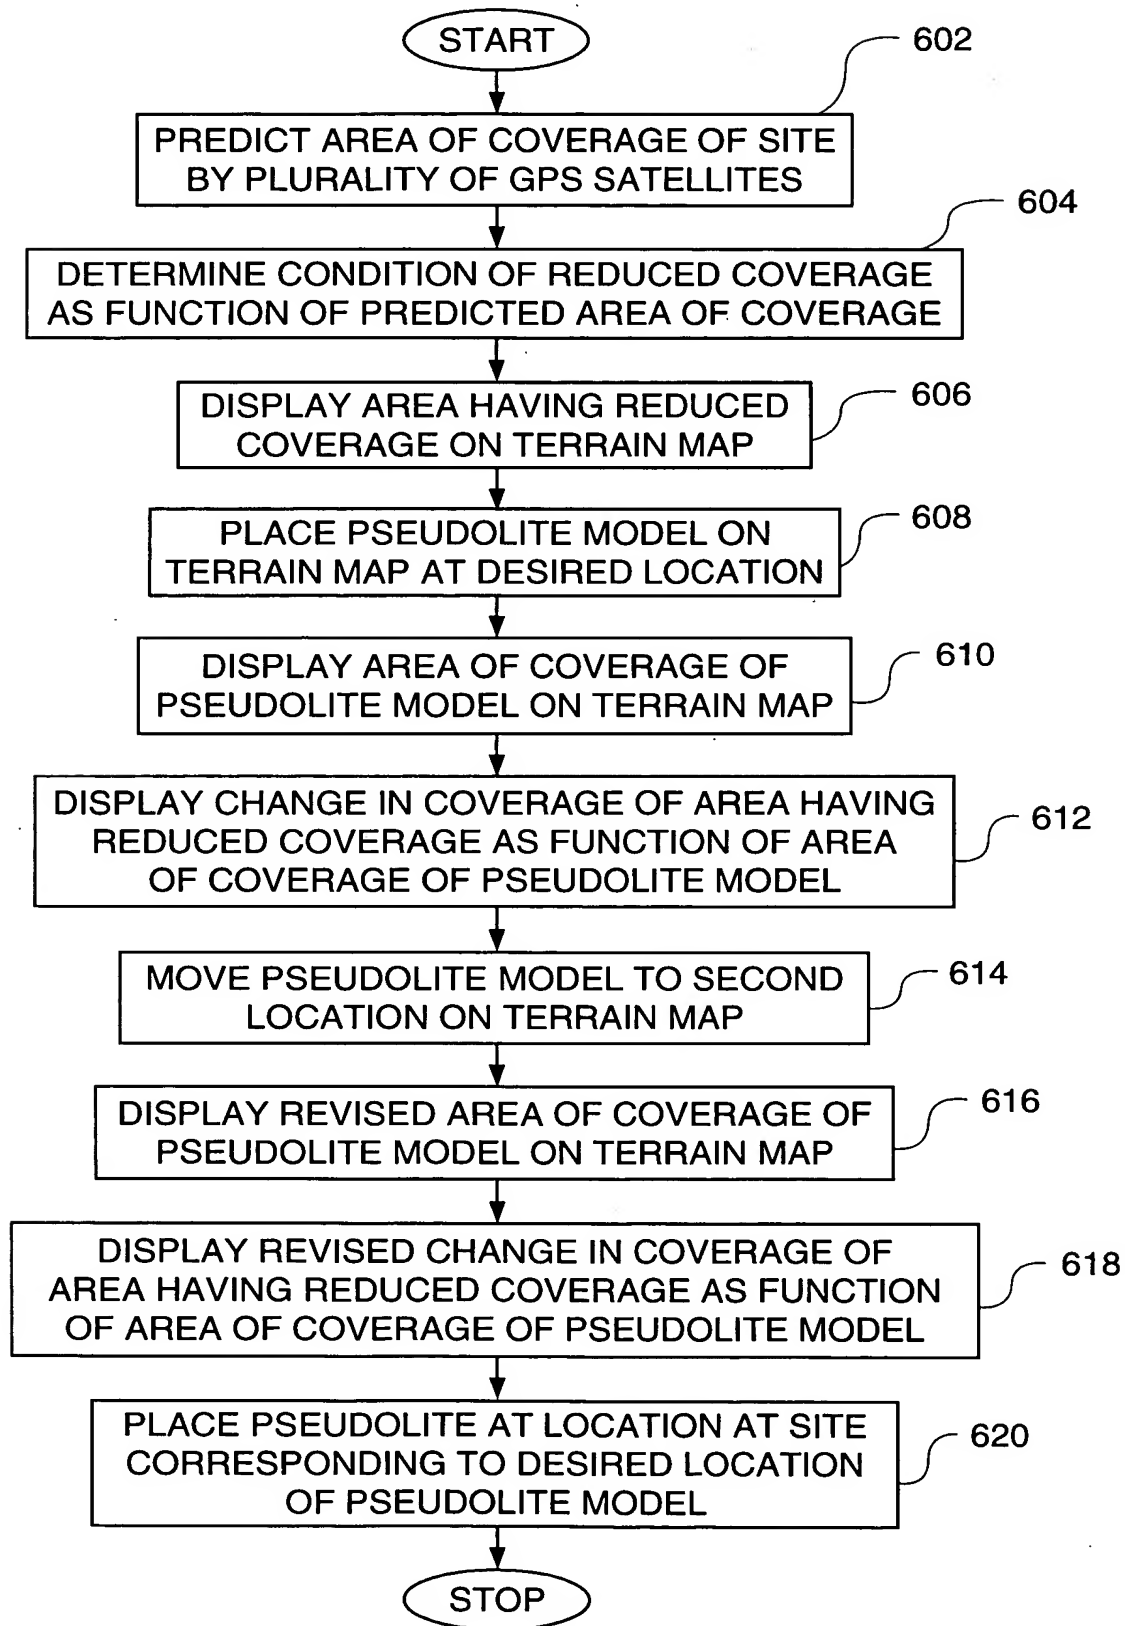 START
602
PREDICT AREA OF COVERAGE OF SITE
BY PLURALITY OF GPS SATELLITES
604
DETERMINE CONDITION OF REDUCED COVERAGE
AS FUNCTION OF PREDICTED AREA OF COVERAGE
606
DISPLAY AREA HAVING REDUCED
COVERAGE ON TERRAIN MAP
608
PLACE PSEUDOLITE MODEL ON
TERRAIN MAP AT DESIRED LOCATION
610
DISPLAY AREA OF COVERAGE OF
PSEUDOLITE MODEL ON TERRAIN MAP
612
DISPLAY CHANGE IN COVERAGE OF AREA HAVING
REDUCED COVERAGE AS FUNCTION OF AREA
OF COVERAGE OF PSEUDOLITE MODEL
614
MOVE PSEUDOLITE MODEL TO SECOND
LOCATION ON TERRAIN MAP
616
DISPLAY REVISED AREA OF COVERAGE OF
PSEUDOLITE MODEL ON TERRAIN MAP
618
DISPLAY REVISED CHANGE IN COVERAGE OF
AREA HAVING REDUCED COVERAGE AS FUNCTION
OF AREA OF COVERAGE OF PSEUDOLITE MODEL
620
PLACE PSEUDOLITE AT LOCATION AT SITE
CORRESPONDING TO DESIRED LOCATION
OF PSEUDOLITE MODEL
STOP